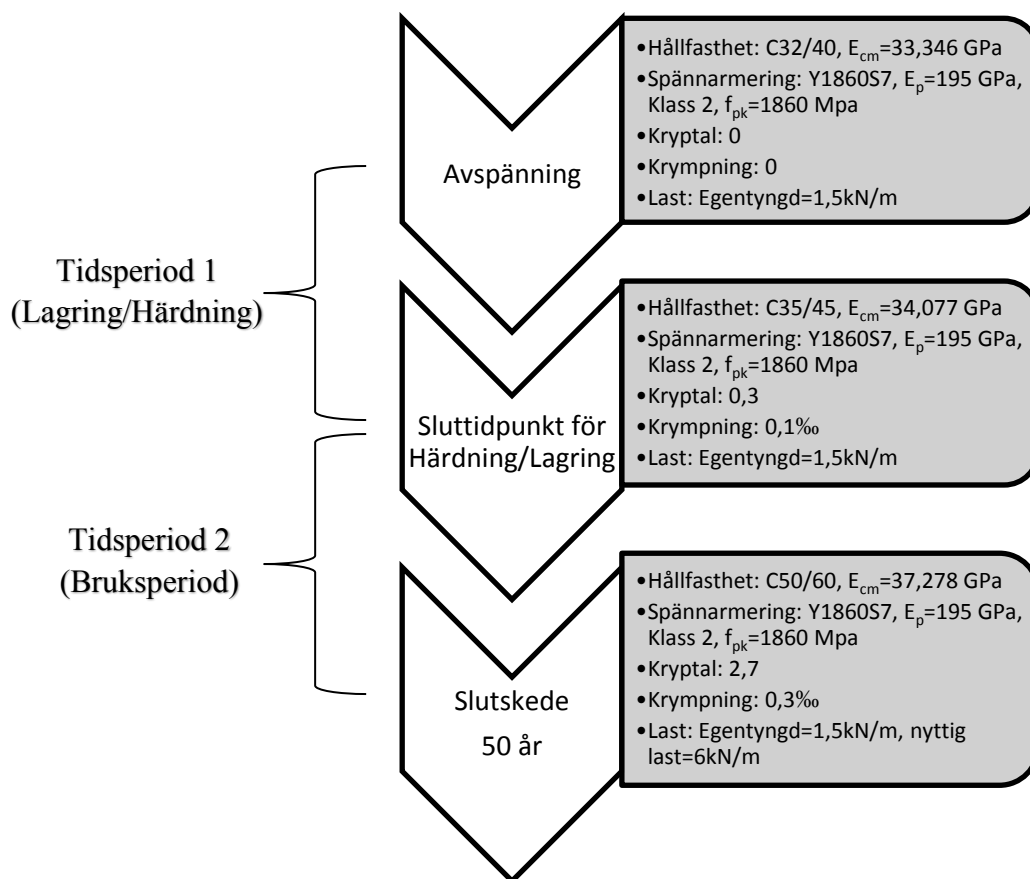 •Hållfasthet: C32/40, Ecm=33,346 GPa
•Spännarmering: Y1860S7, Ep=195 GPa,
Klass 2, fpk=1860 Mpa
•Kryptal: 0
•Krympning: 0
•Last: Egentyngd=1,5kN/m
Avspänning
Tidsperiod 1
(Lagring/Härdning)
•Hållfasthet: C35/45, Ecm=34,077 GPa
•Spännarmering: Y1860S7, Ep=195 GPa,
Klass 2, fpk=1860 Mpa
•Kryptal: 0,3
•Krympning: 0,1‰
•Last: Egentyngd=1,5kN/m
Sluttidpunkt för
Härdning/Lagring
Tidsperiod 2
(Bruksperiod)
•Hållfasthet: C50/60, Ecm=37,278 GPa
•Spännarmering: Y1860S7, Ep=195 GPa,
Klass 2, fpk=1860 Mpa
•Kryptal: 2,7
•Krympning: 0,3‰
•Last: Egentyngd=1,5kN/m, nyttig
last=6kN/m
Slutskede
50 år